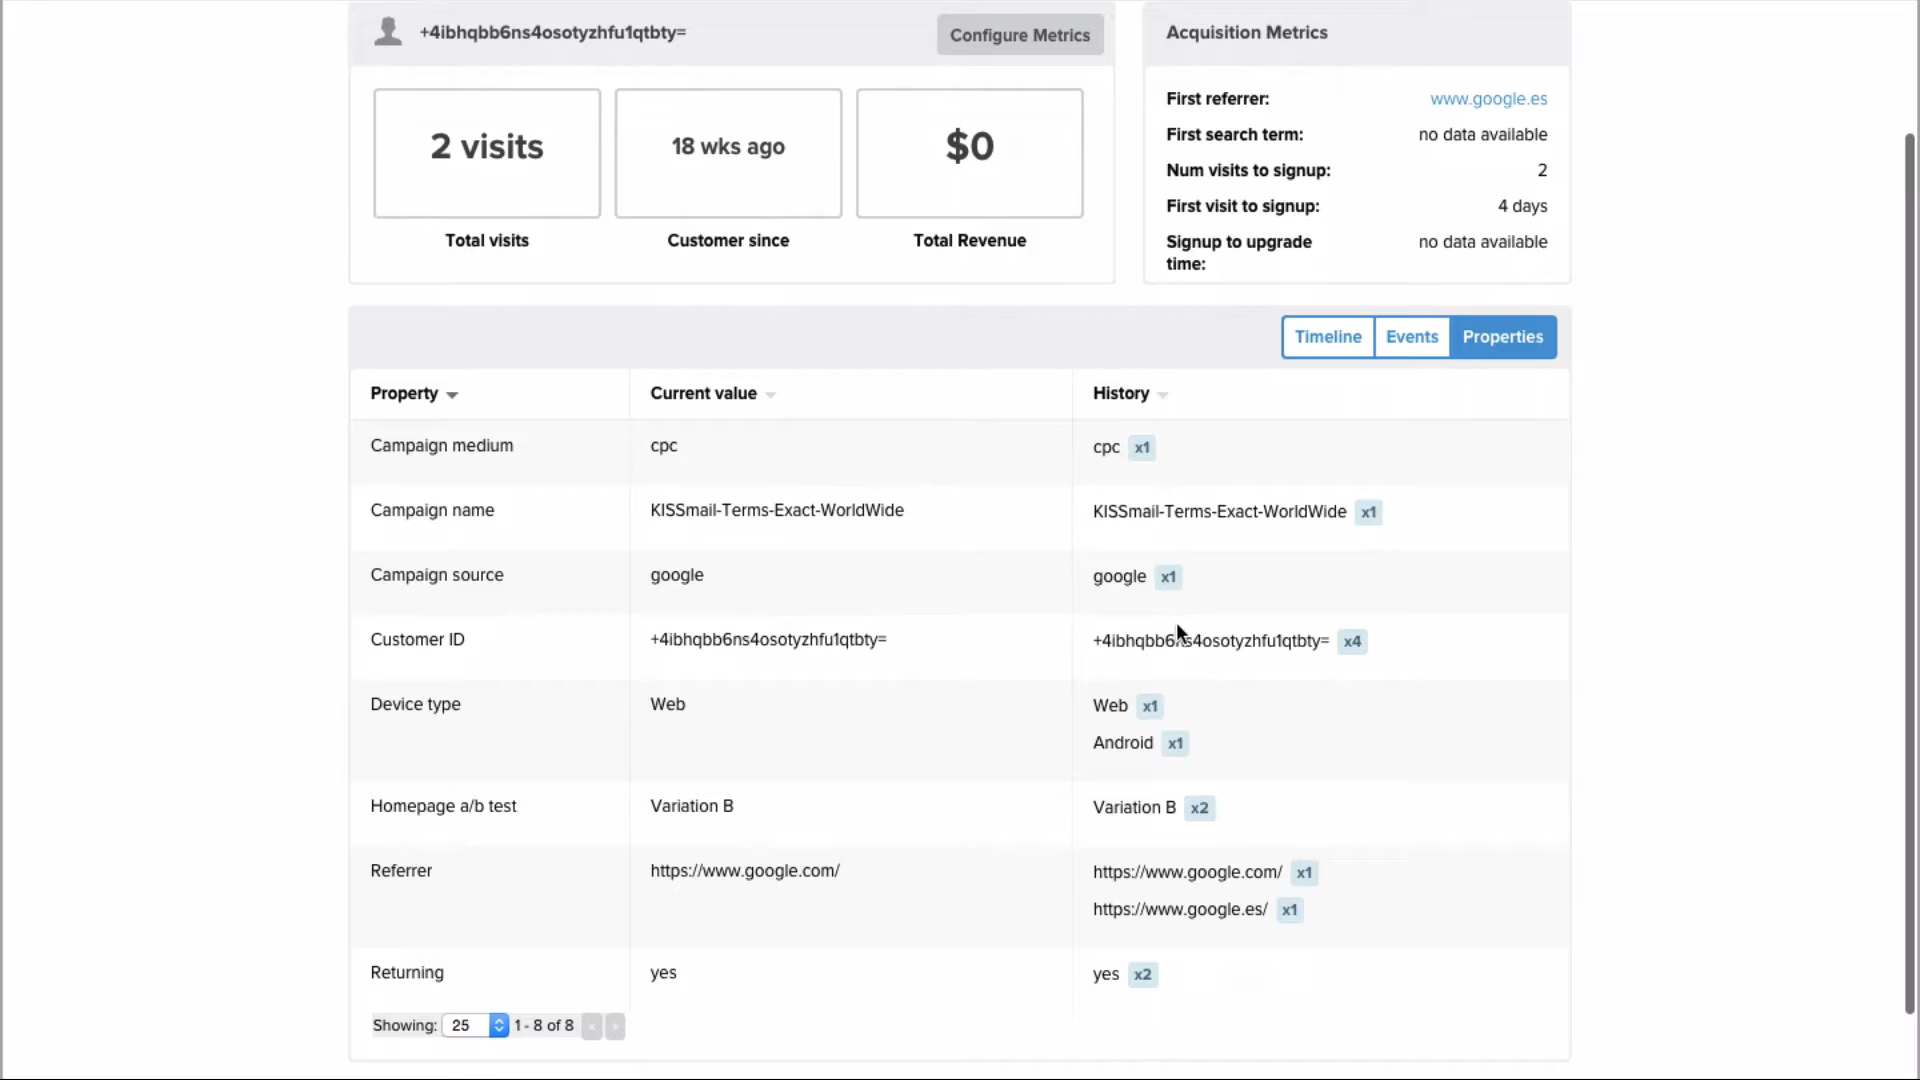 +4ibhqbb6ns4osotyzhfu1qtbty=
Configure Metrics
2 visits
18 wks ago
$0
Total visits
Customer since
Total Revenue
Acquisition Metrics
First referrer: www.google.es
First search term: no data available
Num visits to signup: 2
First visit to signup: 4 days
Signup to upgrade no data available
time:
Timeline Events Properties
Property Current value History
Campaign medium cpc cpc x1
Campaign name KISSmail-Terms-Exact-WorldWide KISSmail-Terms-Exact-WorldWide x1
Campaign source google google x1
Customer ID +4ibhqbb6ns4osotyzhfu1qtbty= +4ibhqbb6ns4osotyzhfu1qtbty= x4
Device type Web Web x1
Android x1
Homepage a/b test Variation B Variation B x2
Referrer https://www.google.com/ https://www.google.com/ x1
https://www.google.es/ x1
Returning yes yes x2
Showing: 25 1 - 8 of 8 < >